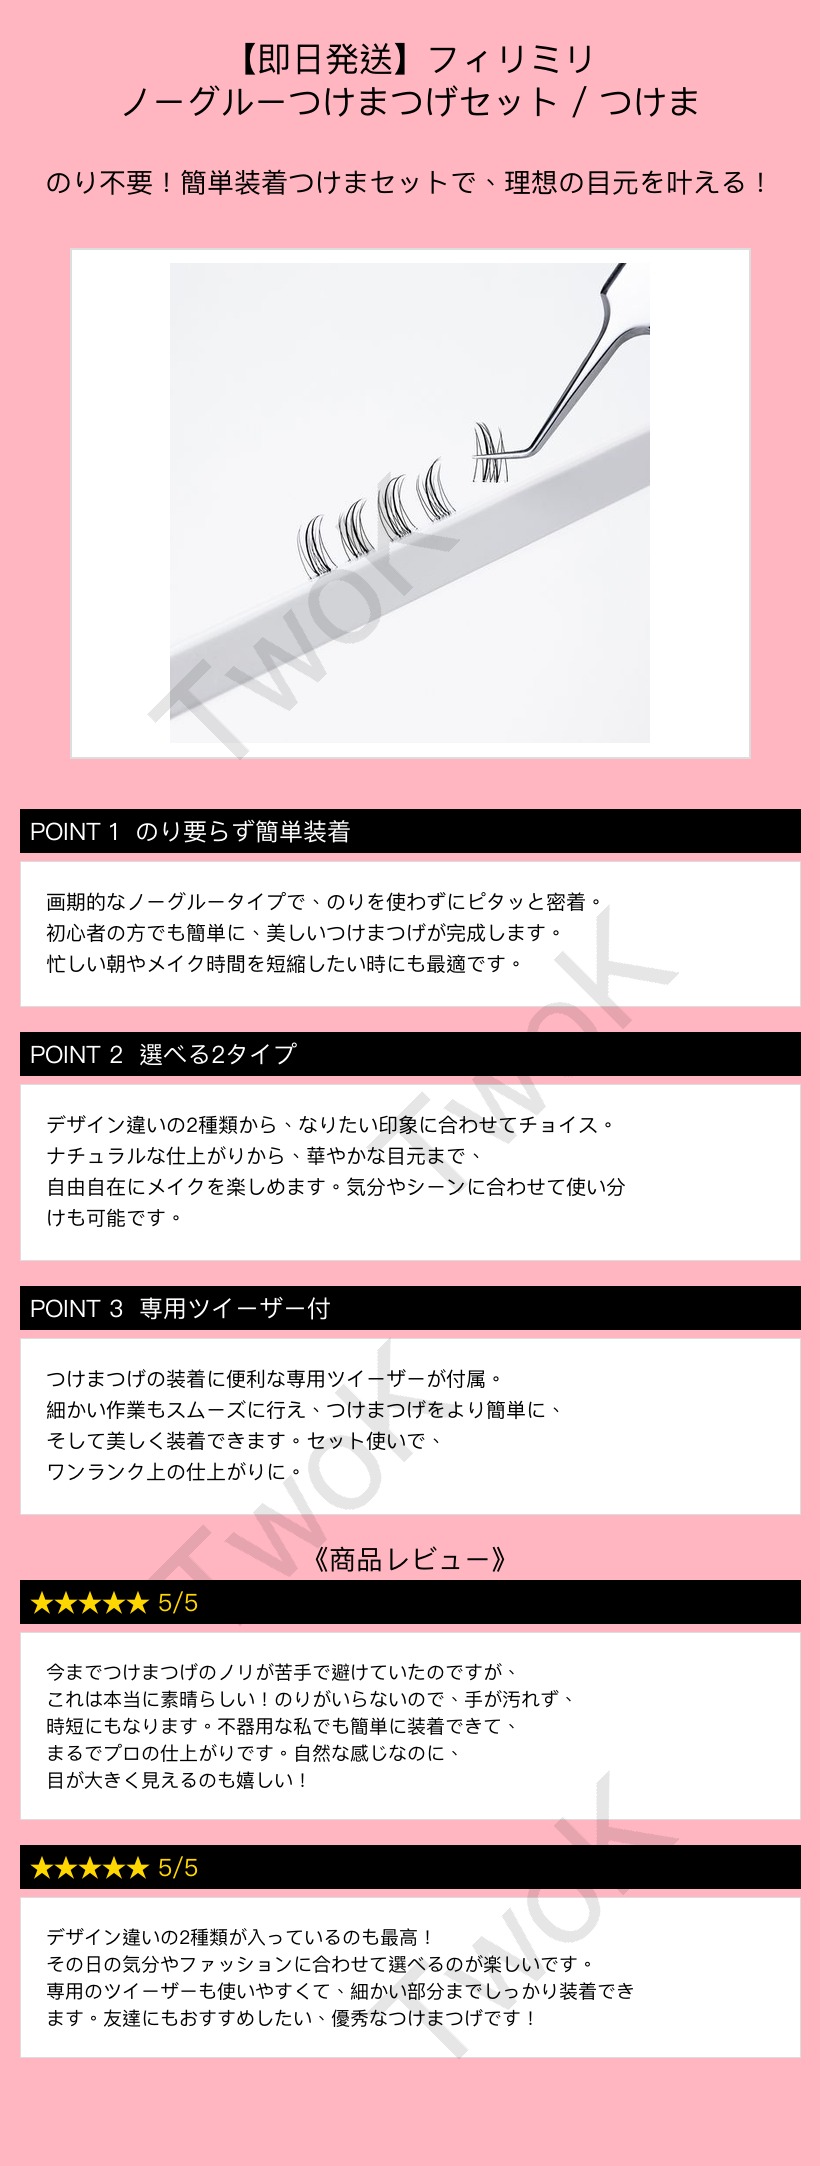 【即日発送】フィリミリ
ノーグルーつけまつげセット / つけま
のり不要！簡単装着つけまセットで、理想の目元を叶える！
TwoK
POINT 1 のり要らず簡単装着
画期的なノーグルータイプで、のりを使わずにピタッと密着。
初心者の方でも簡単に、美しいつけまつげが完成します。
忙しい朝やメイク時間を短縮したい時にも最適です。
TwoK
POINT 2 選べる2タイプ
デザイン違いの2種類から、なりたい印象に合わせてチョイス。
ナチュラルな仕上がりから、華やかな目元まで、
自由自在にメイクを楽しめます。気分やシーンに合わせて使い分
けも可能です。
POINT 3 専用ツイーザー付
つけまつげの装着に便利な専用ツイーザーが付属。
細かい作業もスムーズに行え、つけまつげをより簡単に、
そして美しく装着できます。セット使いで、
ワンランク上の仕上がりに。
TwoK
《商品レビュー》
★★★★★ 5/5
今までつけまつげのノリが苦手で避けていたのですが、
これは本当に素晴らしい！のりがいらないので、手が汚れず、
時短にもなります。不器用な私でも簡単に装着できて、
まるでプロの仕上がりです。自然な感じなのに、
目が大きく見えるのも嬉しい！
★★★★★ 5/5
デザイン違いの2種類が入っているのも最高！
その日の気分やファッションに合わせて選べるのが楽しいです。
専用のツイーザーも使いやすくて、細かい部分までしっかり装着でき
ます。友達にもおすすめしたい、優秀なつけまつげです！
TwoK